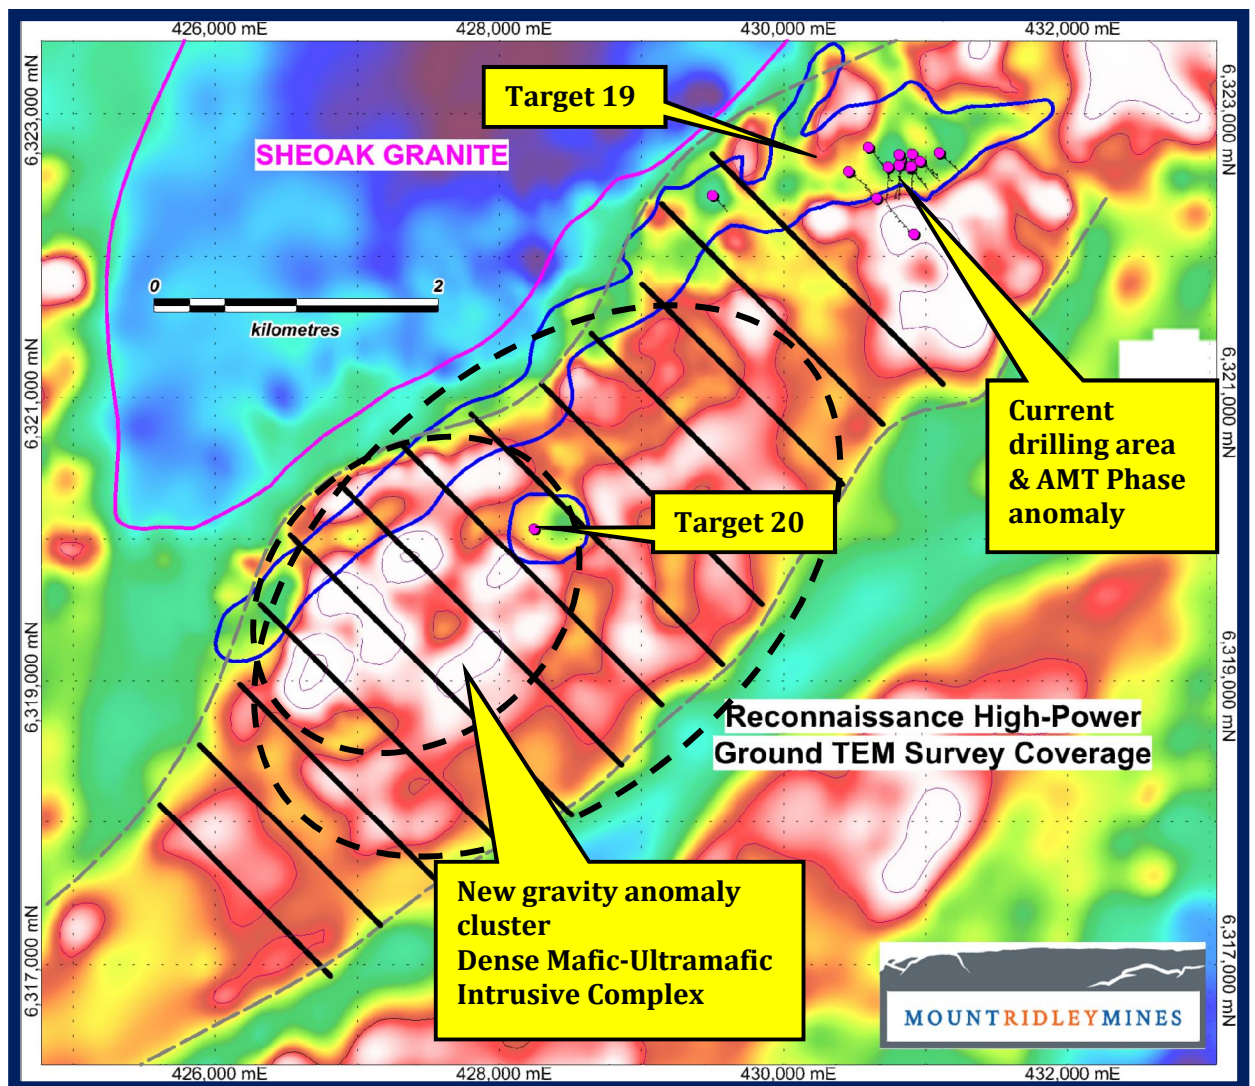 426,000 mE
428,000 mE
430,000 mE
432,000 mE
6,323,000 mN
6,323,000 mN
Target 19
SHEOAK GRANITE
0
2
kilometres
6,321,000 mN
6,321,000 mN
Current
drilling area
& AMT Phase
anomaly
Target 20
6,319,000 mN
6,319,000 mN
Reconnaissance High-Power
Ground TEM Survey Coverage
New gravity anomaly
cluster
Dense Mafic-Ultramafic
Intrusive Complex
6,317,000 mN
6,317,000 mN
MOUNTRIDLEYMINES
426,000 mE
428,000 mE
430,000 mE
432,000 mE